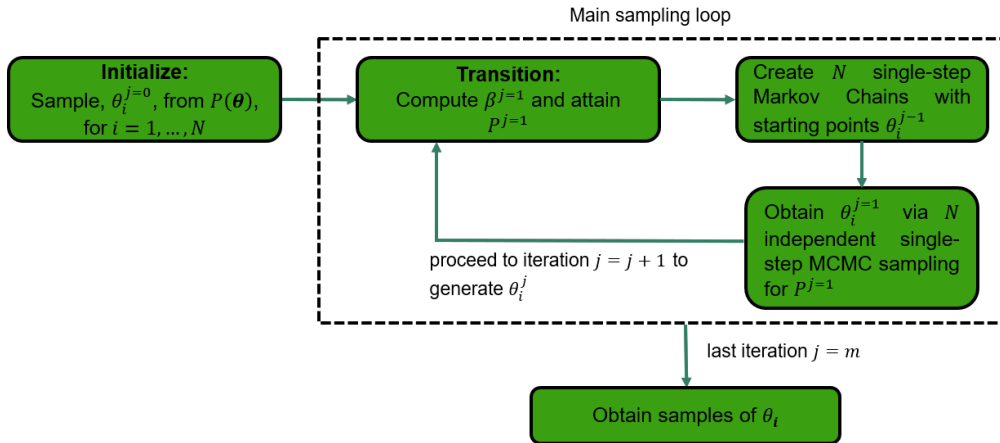 Main sampling loop
Initialize:
Sample, θ_i^{j=0}, from P(θ),
for i = 1, … , N
Transition:
Compute β^{j=1} and attain
P^{j=1}
Create N single-step
Markov Chains with
starting points θ_i^{j-1}
Obtain θ_i^{j=1} via N
independent single-
step MCMC sampling
for P^{j=1}
proceed to iteration j = j + 1 to
generate θ_i^j
last iteration j = m
Obtain samples of θ_i